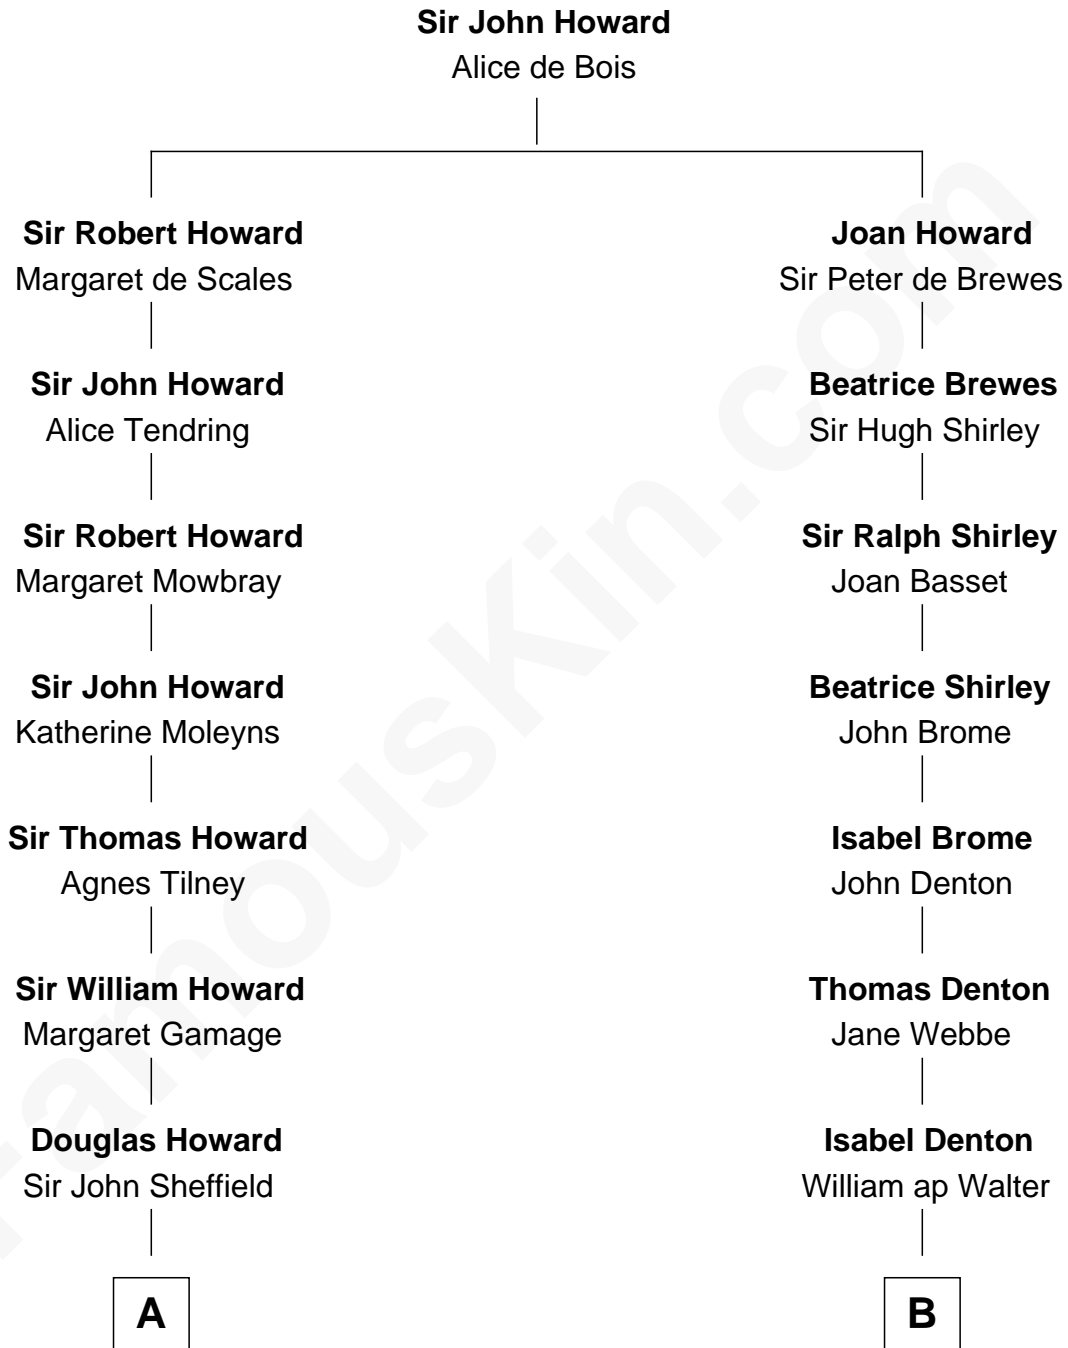 Sir John Howard
Alice de Bois
Sir Robert Howard
Margaret de Scales
Joan Howard
Sir Peter de Brewes
Sir John Howard
Alice Tendring
Beatrice Brewes
Sir Hugh Shirley
Sir Robert Howard
Margaret Mowbray
Sir Ralph Shirley
Joan Basset
Sir John Howard
Katherine Moleyns
Beatrice Shirley
John Brome
Sir Thomas Howard
Agnes Tilney
Isabel Brome
John Denton
Sir William Howard
Margaret Gamage
Thomas Denton
Jane Webbe
Douglas Howard
Sir John Sheffield
Isabel Denton
William ap Walter
A
B
FamousKin.com